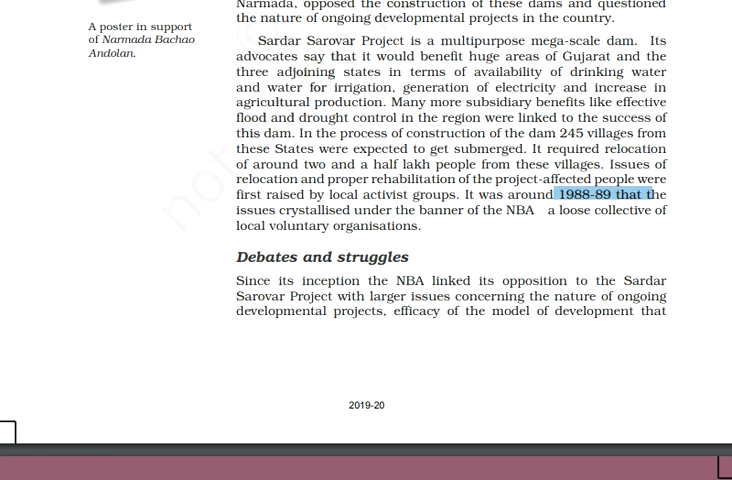 Narmada, opposed the construction of these dams and questioned
the nature of ongoing developmental projects in the country.
A poster in support
of Narmada Bachao
Andolan.
Sardar Sarovar Project is a multipurpose mega-scale dam. Its
advocates say that it would benefit huge areas of Gujarat and the
three adjoining states in terms of availability of drinking water
and water for irrigation, generation of electricity and increase in
agricultural production. Many more subsidiary benefits like effective
flood and drought control in the region were linked to the success of
this dam. In the process of construction of the dam 245 villages from
these States were expected to get submerged. It required relocation
of around two and a half lakh people from these villages. Issues of
relocation and proper rehabilitation of the project-affected people were
first raised by local activist groups. It was around 1988-89 that the
issues crystallised under the banner of the NBA a loose collective of
local voluntary organisations.
Debates and struggles
Since its inception the NBA linked its opposition to the Sardar
Sarovar Project with larger issues concerning the nature of ongoing
developmental projects, efficacy of the model of development that
2019-20
not